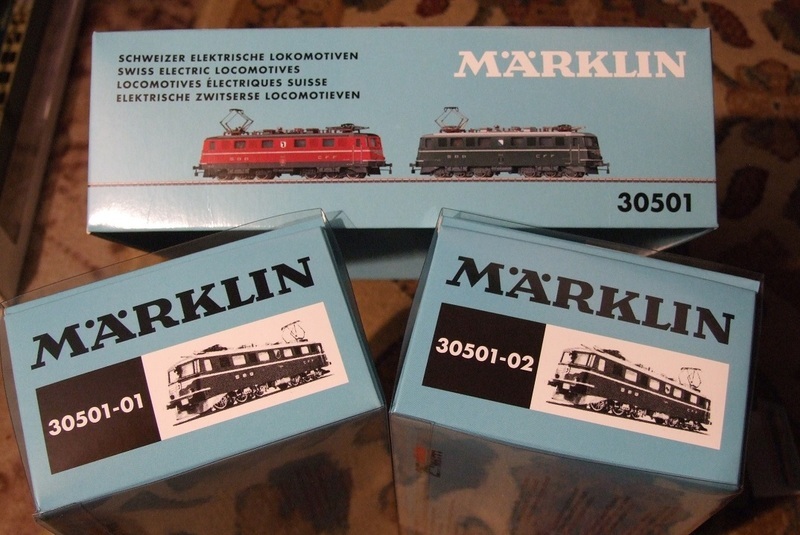 SCHWEIZER ELEKTRISCHE LOKOMOTIVEN
SWISS ELECTRIC LOCOMOTIVES
LOCOMOTIVES ÉLECTRIQUES SUISSE
ELEKTRISCHE ZWITSERSE LOCOMOTIEVEN
MÄRKLIN
30501
MÄRKLIN
30501-01
MÄRKLIN
30501-02